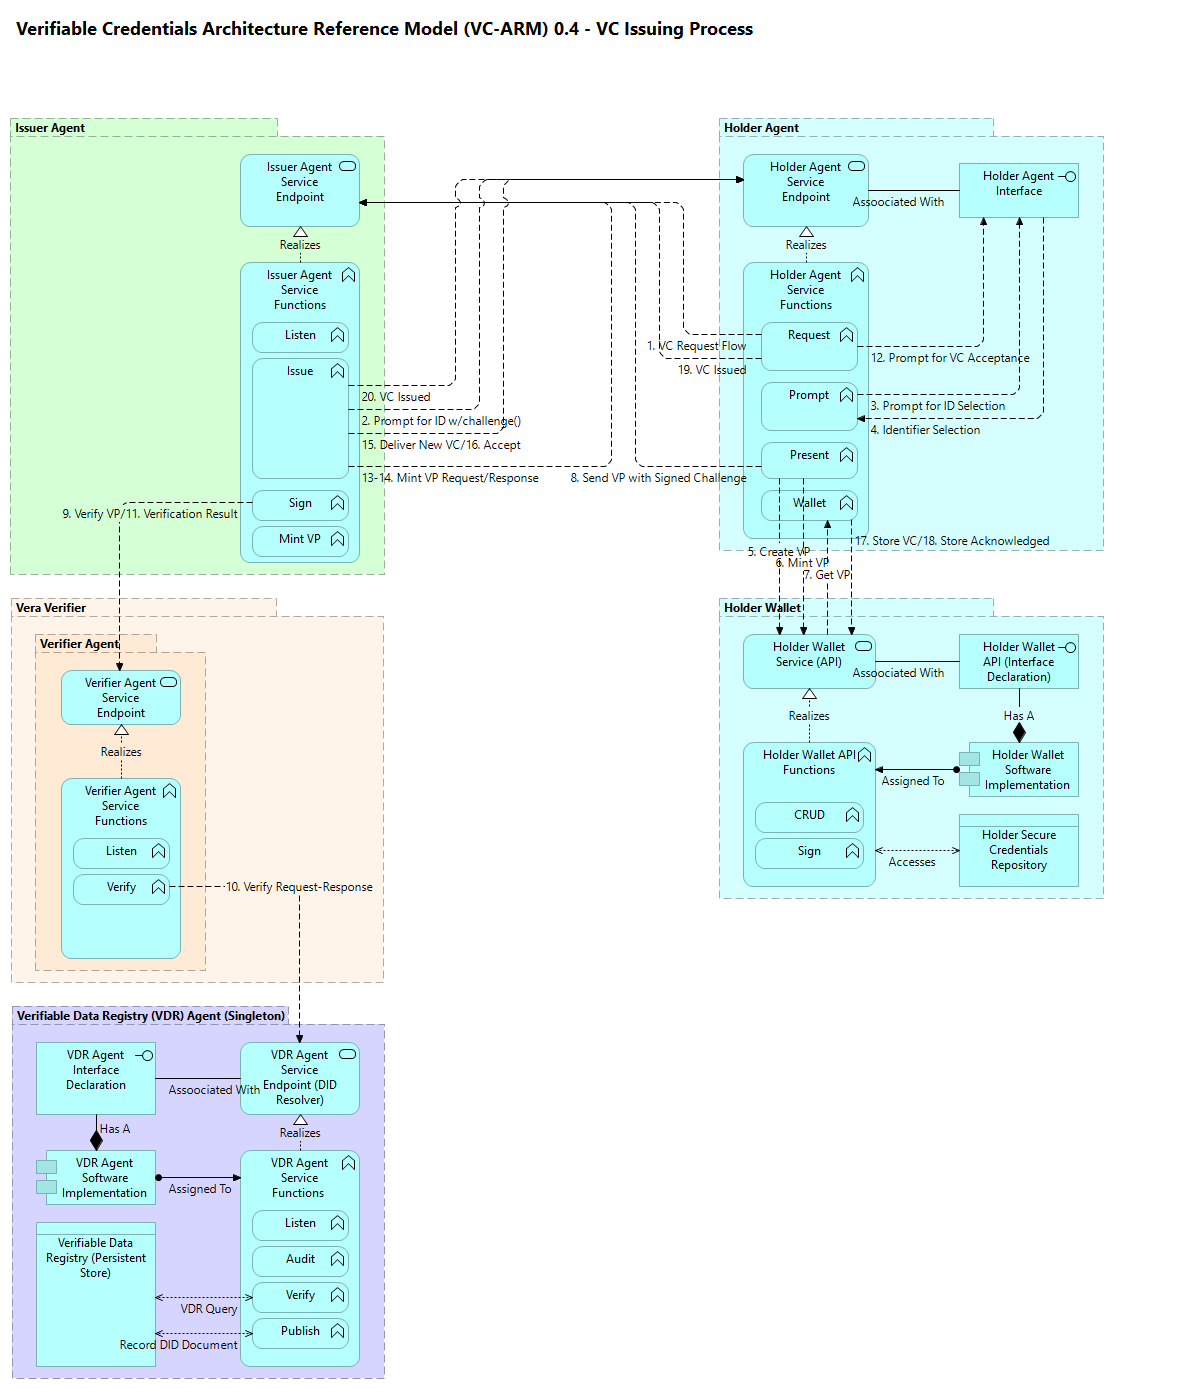 Verifiable Credentials Architecture Reference Model (VC-ARM) 0.4 - VC Issuing Process
Issuer Agent
Issuer Agent
Service
Endpoint
Realizes
Issuer Agent
Service
Functions
Listen
Issue
Sign
Mint VP
Holder Agent
Holder Agent
Service
Endpoint
Assoociated With
Holder Agent
Interface
Realizes
Holder Agent
Service
Functions
Request
Prompt
Present
Wallet
1. VC Request Flow
19. VC Issued
12. Prompt for VC Acceptance
3. Prompt for ID Selection
4. Identifier Selection
20. VC Issued
2. Prompt for ID w/challenge()
15. Deliver New VC/16. Accept
13-14. Mint VP Request/Response
8. Send VP with Signed Challenge
9. Verify VP/11. Verification Result
17. Store VC/18. Store Acknowledged
5. Create VP
6. Mint VP
7. Get VP
Vera Verifier
Verifier Agent
Verifier Agent
Service
Endpoint
Realizes
Verifier Agent
Service
Functions
Listen
Verify
10. Verify Request-Response
Holder Wallet
Holder Wallet
Service (API)
Assoociated With
Holder Wallet
API (Interface
Declaration)
Realizes
Has A
Holder Wallet API
Functions
CRUD
Sign
Assigned To
Holder Wallet
Software
Implementation
Accesses
Holder Secure
Credentials
Repository
Verifiable Data Registry (VDR) Agent (Singleton)
VDR Agent
Interface
Declaration
Assoociated With
VDR Agent
Service
Endpoint (DID
Resolver)
Has A
Realizes
VDR Agent
Software
Implementation
Assigned To
VDR Agent
Service
Functions
Listen
Audit
Verify
Publish
Verifiable Data
Registry (Persistent
Store)
VDR Query
Record DID Document